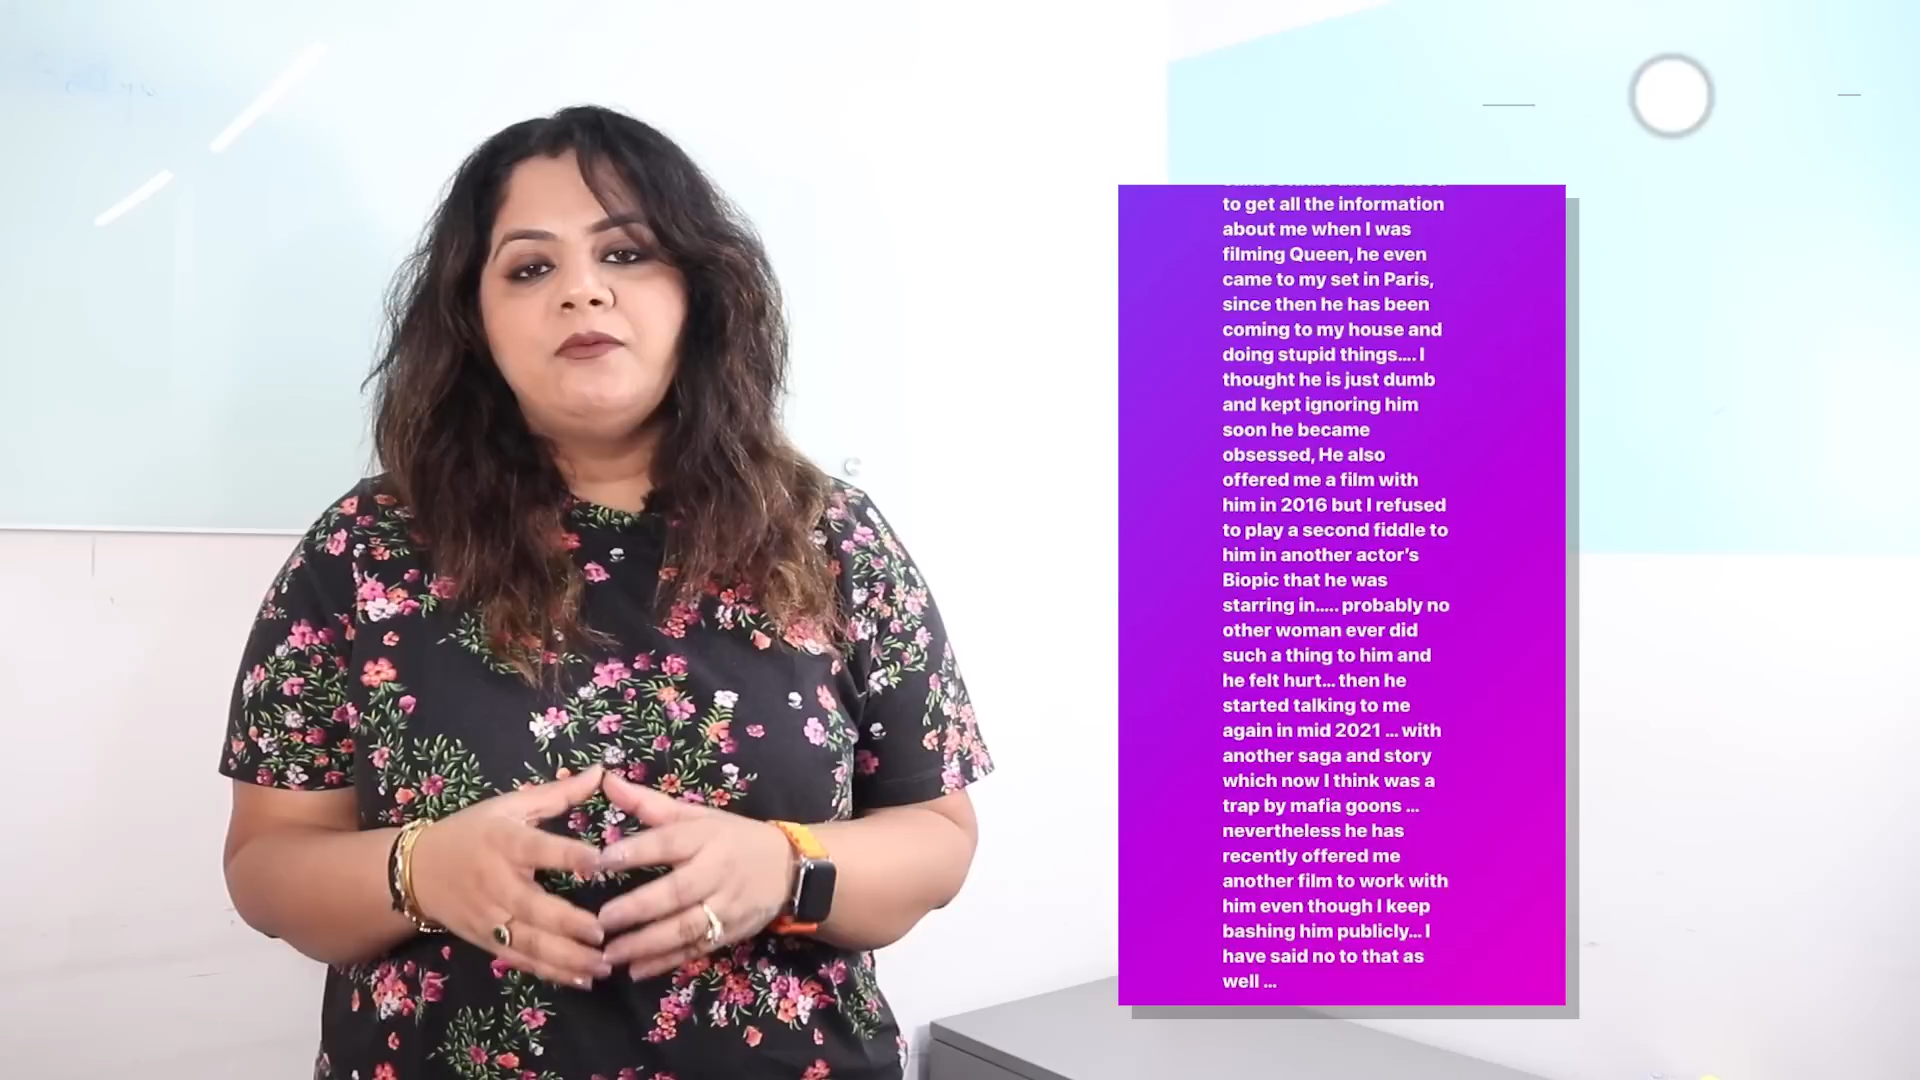 to get all the information
about me when I was
filming Queen, he even
came to my set in Paris,
since then he has been
coming to my house and
doing stupid things.... I
thought he is just dumb
and kept ignoring him
soon he became
obsessed, He also
offered me a film with
him in 2016 but I refused
to play a second fiddle to
him in another actor's
Biopic that he was
starring in..... probably no
other woman ever did
such a thing to him and
he felt hurt... then he
started talking to me
again in mid 2021 ... with
another saga and story
which now I think was a
trap by mafia goons ...
nevertheless he has
recently offered me
another film to work with
him even though I keep
bashing him publicly... I
have said no to that as
well ...